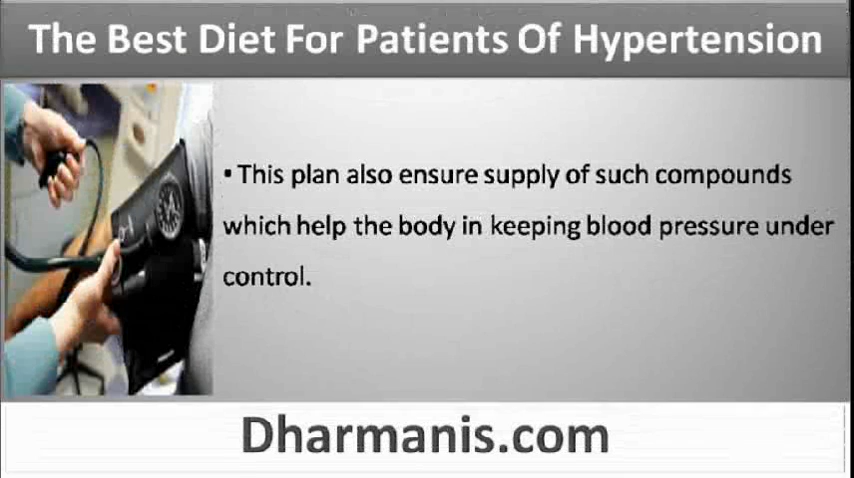 The Best Diet For Patients Of Hypertension
▪ This plan also ensure supply of such compounds
which help the body in keeping blood pressure under
control.
Dharmanis.com